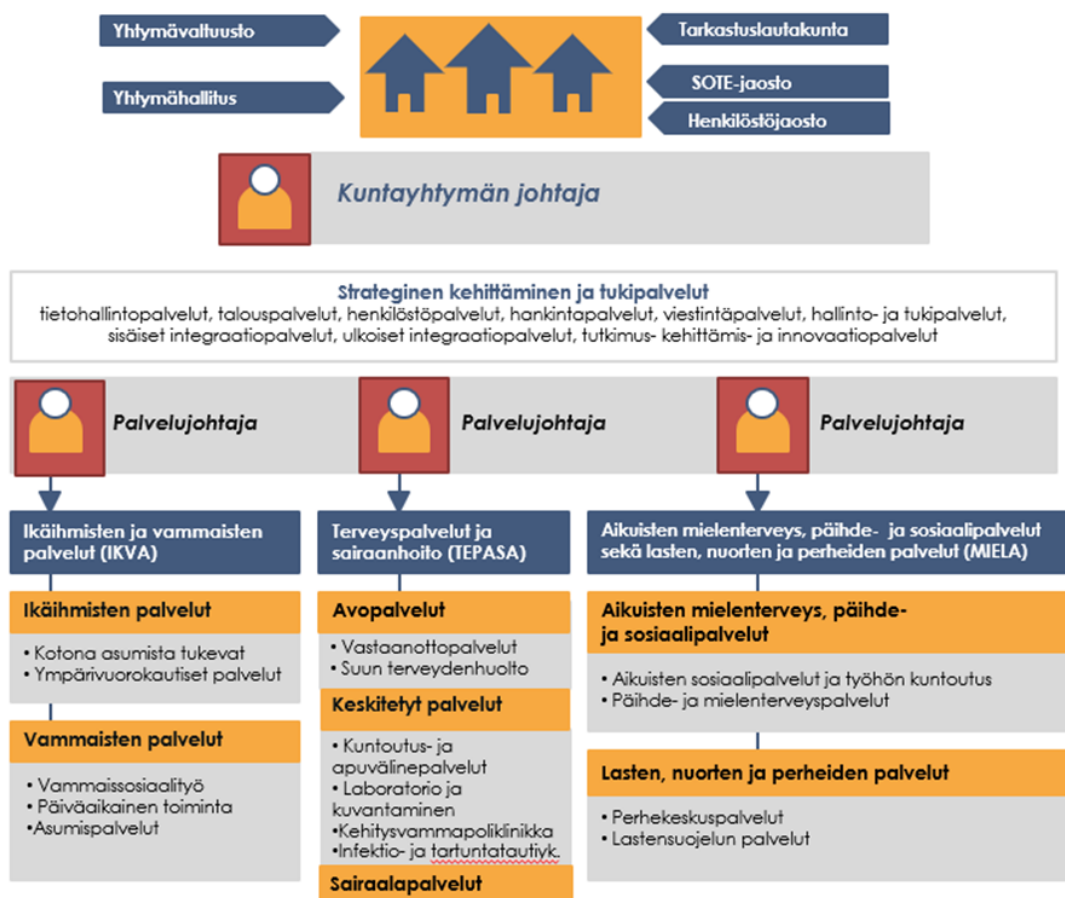 Yhtymävaltuusto
Yhtymähallitus
Tarkastuslautakunta
SOTE-jaosto
Henkilöstöjaosto
Kuntayhtymän johtaja
Strateginen kehittäminen ja tukipalvelut
tietohallintopalvelut, talouspalvelut, henkilöstöpalvelut, hankintapalvelut, viestintäpalvelut, hallinto- ja tukipalvelut,
sisäiset integraatiopalvelut, ulkoiset integraatiopalvelut, tutkimus- kehittämis- ja innovaatiopalvelut
Palvelujohtaja
Palvelujohtaja
Palvelujohtaja
Ikäihmisten ja vammaisten
palvelut (IKVA)
Ikäihmisten palvelut
• Kotona asumista tukevat
• Ympärivuorokautiset palvelut
Vammaisten palvelut
• Vammaissosiaalityö
• Päiväaikainen toiminta
•Asumispalvelut
Terveyspalvelut ja
sairaanhoito (TEPASA)
Avopalvelut
• Vastaanottopalvelut
• Suun terveydenhuolto
Keskitetyt palvelut
• Kuntoutus- ja
apuvälinepalvelut
• Laboratorio ja
kuvantaminen
•Kehitysvammapoliklinikka
•Infektio- ja tartuntatautiyk.
Sairaalapalvelut
Aikuisten mielenterveys, päihde- ja sosiaalipalvelut
sekä lasten, nuorten ja perheiden palvelut (MIELA)
Aikuisten mielenterveys, päihde-
ja sosiaalipalvelut
• Aikuisten sosiaalipalvelut ja työhön kuntoutus
• Päihde- ja mielenterveyspalvelut
Lasten, nuorten ja perheiden palvelut
• Perhekeskuspalvelut
• Lastensuojelun palvelut